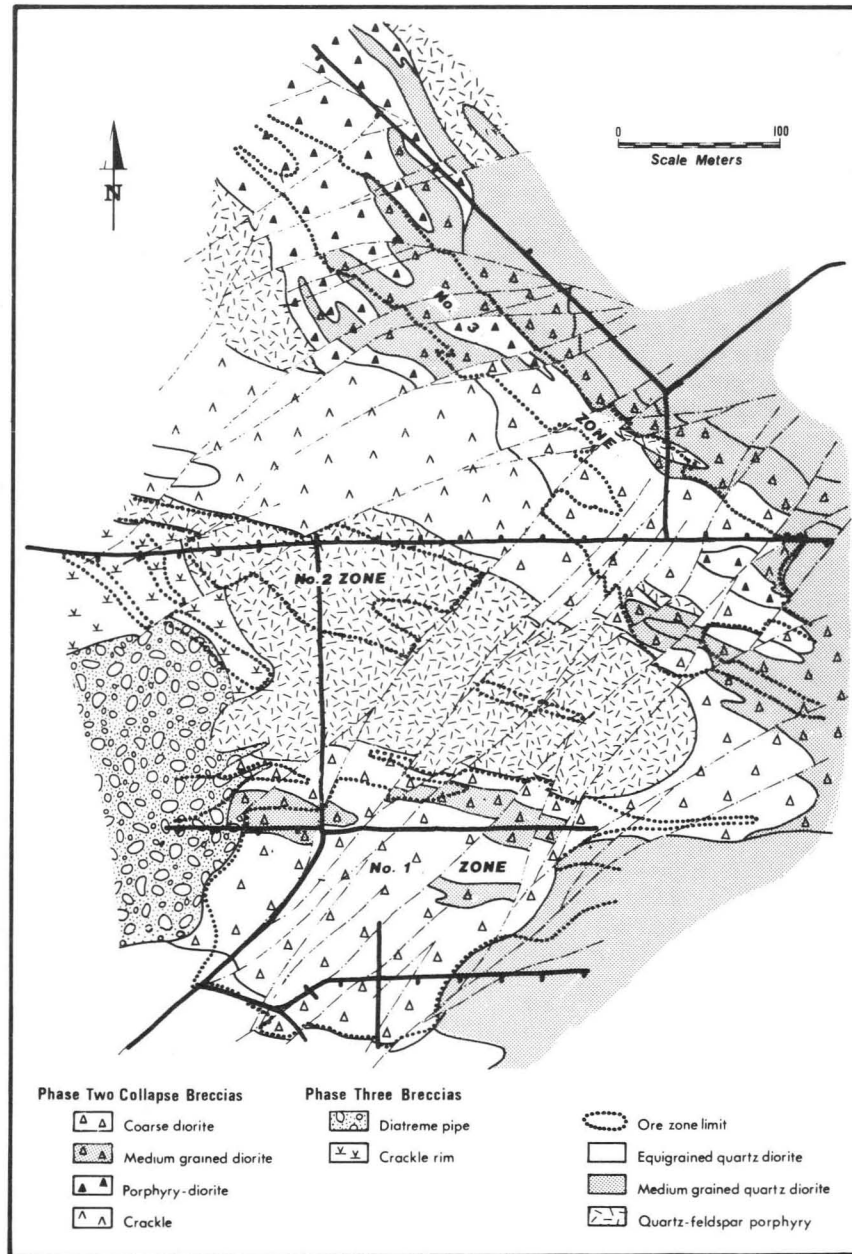 0 100
Scale Meters
N
No. 3
ZONE
No. 2 ZONE
No. 1 ZONE
Phase Two Collapse Breccias
Coarse diorite
Medium grained diorite
Porphyry-diorite
Crackle
Phase Three Breccias
Diatreme pipe
Crackle rim
Ore zone limit
Equigrained quartz diorite
Medium grained quartz diorite
Quartz-feldspar porphyry